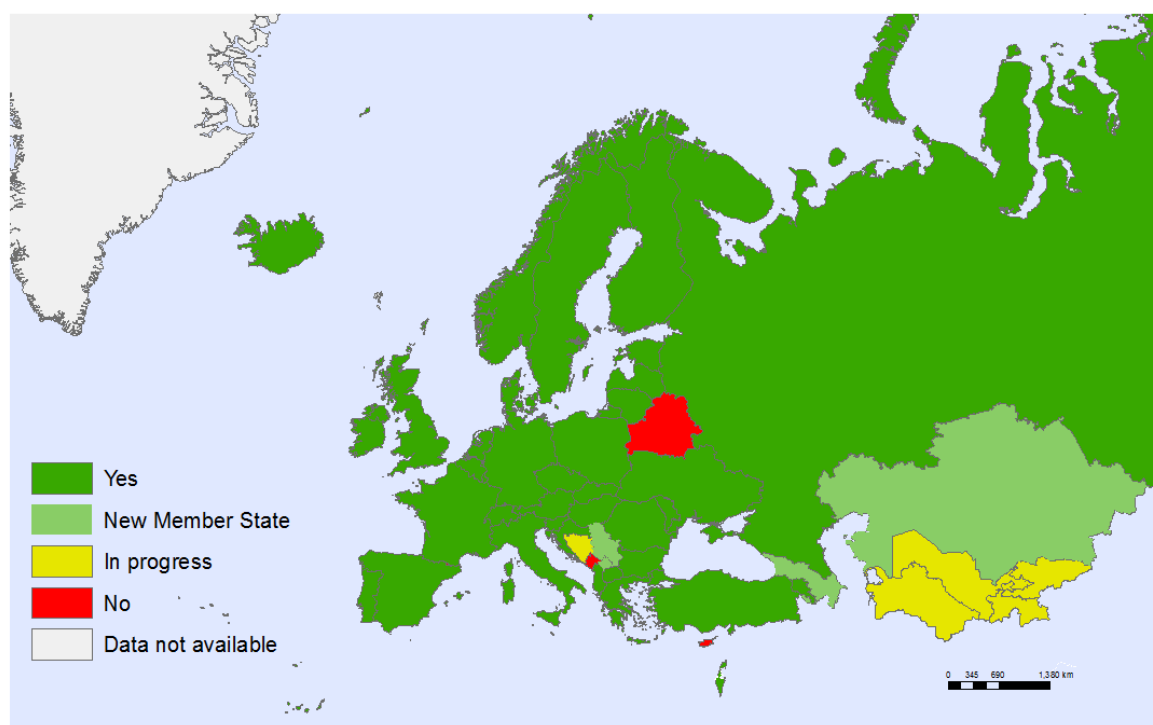 Yes
New Member State
In progress
No
Data not available
0 345 690 1,380 km